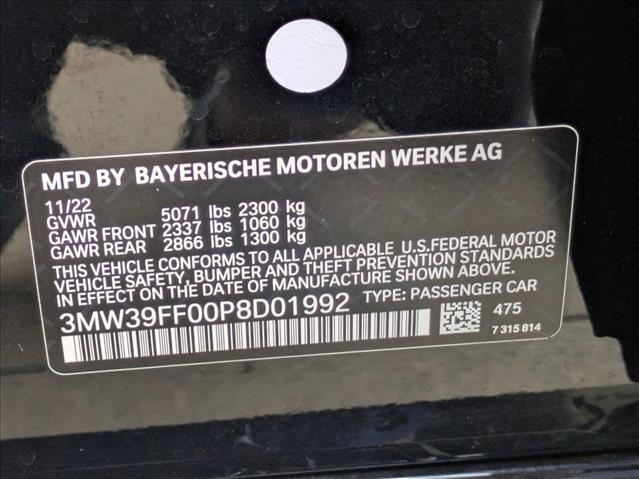 MFD BY BAYERISCHE MOTOREN WERKE AG
11/22
GVWR 5071 lbs 2300 kg
GAWR FRONT 2337 lbs 1060 kg
GAWR REAR 2866 lbs 1300 kg
THIS VEHICLE CONFORMS TO ALL APPLICABLE U.S.FEDERAL MOTOR
VEHICLE SAFETY, BUMPER AND THEFT PREVENTION STANDARDS
IN EFFECT ON THE DATE OF MANUFACTURE SHOWN ABOVE.
3MW39FF00P8D01992 TYPE: PASSENGER CAR
475
7 315 814